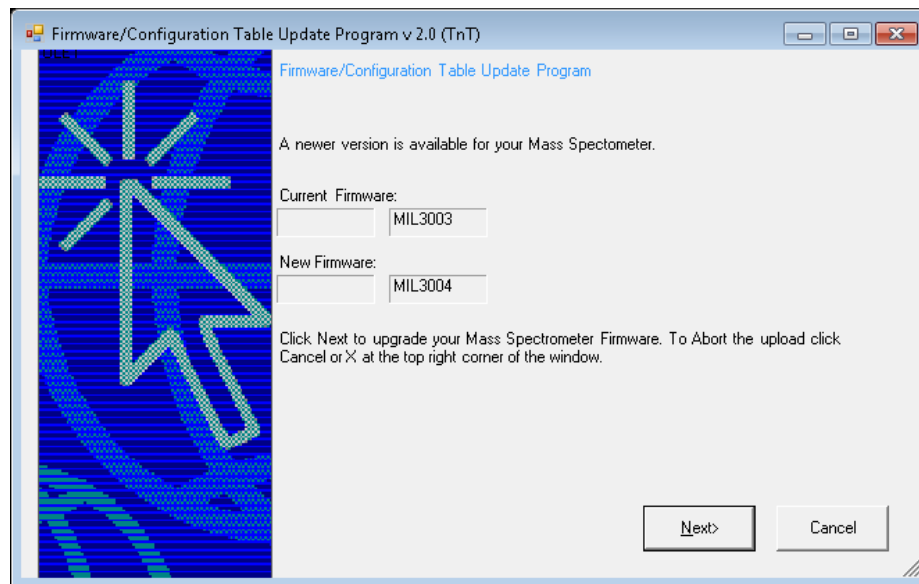 Firmware/Configuration Table Update Program v 2.0 (TnT)
Firmware/Configuration Table Update Program
A newer version is available for your Mass Spectometer.
Current Firmware:
MIL3003
New Firmware:
MIL3004
Click Next to upgrade your Mass Spectrometer Firmware. To Abort the upload click
Cancel or X at the top right corner of the window.
Next>
Cancel